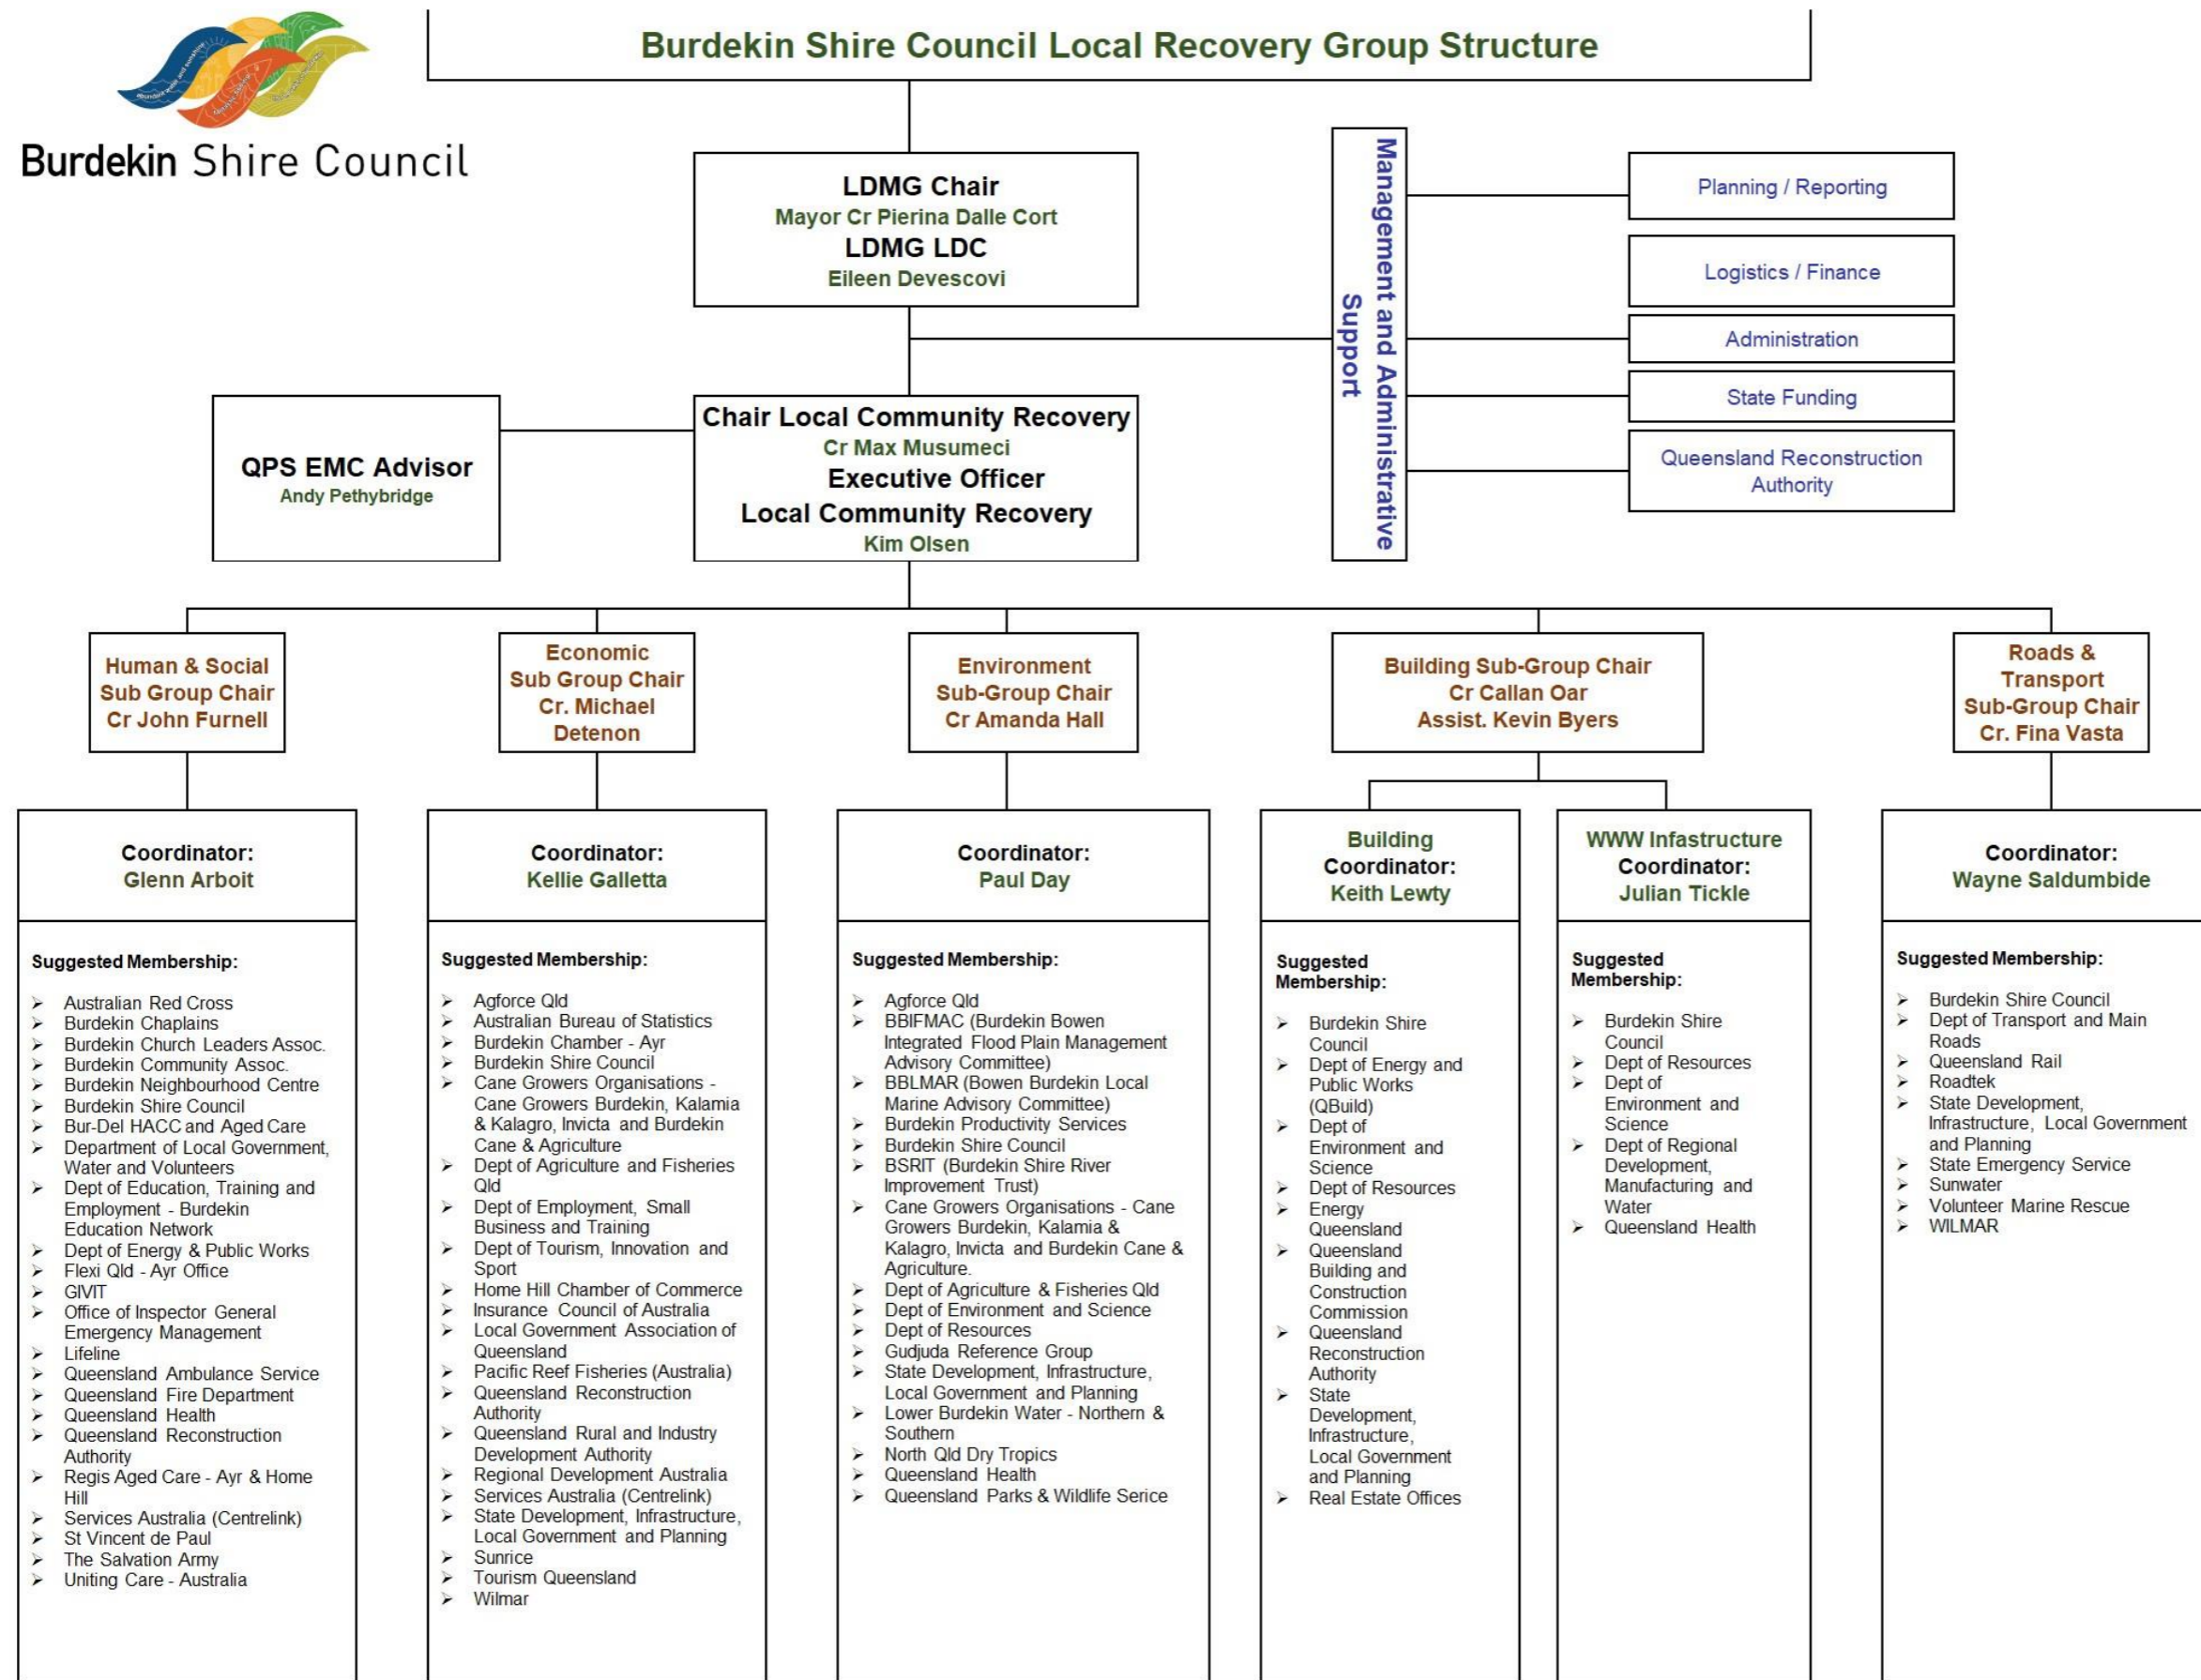 Burdekin Shire Council Local Recovery Group Structure
Burdekin Shire Council
LDMG Chair
Mayor Cr Pierina Dalle Cort
LDMG LDC
Eileen Devescovi
Management and Administrative
Support
Planning / Reporting
Logistics / Finance
Administration
State Funding
Queensland Reconstruction
Authority
QPS EMC Advisor
Andy Pethybridge
Chair Local Community Recovery
Cr Max Musumeci
Executive Officer
Local Community Recovery
Kim Olsen
Human & Social
Sub Group Chair
Cr John Furnell
Economic
Sub Group Chair
Cr. Michael
Detenon
Environment
Sub-Group Chair
Cr Amanda Hall
Building Sub-Group Chair
Cr Callan Oar
Assist. Kevin Byers
Roads &
Transport
Sub-Group Chair
Cr. Fina Vasta
Coordinator:
Glenn Arboit
Suggested Membership:
➢ Australian Red Cross
➢ Burdekin Chaplains
➢ Burdekin Church Leaders Assoc.
➢ Burdekin Community Assoc.
➢ Burdekin Neighbourhood Centre
➢ Burdekin Shire Council
➢ Bur-Del HACC and Aged Care
➢ Department of Local Government,
Water and Volunteers
➢ Dept of Education, Training and
Employment - Burdekin
Education Network
➢ Dept of Energy & Public Works
➢ Flexi Qld - Ayr Office
➢ GIVIT
➢ Office of Inspector General
Emergency Management
➢ Lifeline
➢ Queensland Ambulance Service
➢ Queensland Fire Department
➢ Queensland Health
➢ Queensland Reconstruction
Authority
➢ Regis Aged Care - Ayr & Home
Hill
➢ Services Australia (Centrelink)
➢ St Vincent de Paul
➢ The Salvation Army
➢ Uniting Care - Australia
Coordinator:
Kellie Galletta
Suggested Membership:
➢ Agforce Qld
➢ Australian Bureau of Statistics
➢ Burdekin Chamber - Ayr
➢ Burdekin Shire Council
➢ Cane Growers Organisations -
Cane Growers Burdekin, Kalamia
& Kalagro, Invicta and Burdekin
Cane & Agriculture
➢ Dept of Agriculture and Fisheries
Qld
➢ Dept of Employment, Small
Business and Training
➢ Dept of Tourism, Innovation and
Sport
➢ Home Hill Chamber of Commerce
➢ Insurance Council of Australia
➢ Local Government Association of
Queensland
➢ Pacific Reef Fisheries (Australia)
➢ Queensland Reconstruction
Authority
➢ Queensland Rural and Industry
Development Authority
➢ Regional Development Australia
➢ Services Australia (Centrelink)
➢ State Development, Infrastructure,
Local Government and Planning
➢ Sunrice
➢ Tourism Queensland
➢ Wilmar
Coordinator:
Paul Day
Suggested Membership:
➢ Agforce Qld
➢ BBIFMAC (Burdekin Bowen
Integrated Flood Plain Management
Advisory Committee)
➢ BBLMAR (Bowen Burdekin Local
Marine Advisory Committee)
➢ Burdekin Productivity Services
➢ Burdekin Shire Council
➢ BSRIT (Burdekin Shire River
Improvement Trust)
➢ Cane Growers Organisations - Cane
Growers Burdekin, Kalamia &
Kalagro, Invicta and Burdekin Cane &
Agriculture.
➢ Dept of Agriculture & Fisheries Qld
➢ Dept of Environment and Science
➢ Dept of Resources
➢ Gudjuda Reference Group
➢ State Development, Infrastructure,
Local Government and Planning
➢ Lower Burdekin Water - Northern &
Southern
➢ North Qld Dry Tropics
➢ Queensland Health
➢ Queensland Parks & Wildlife Serice
Building
Coordinator:
Keith Lewty
Suggested
Membership:
➢ Burdekin Shire
Council
➢ Dept of Energy and
Public Works
(QBuild)
➢ Dept of
Environment and
Science
➢ Dept of Resources
➢ Energy
Queensland
➢ Queensland
Building and
Construction
Commission
➢ Queensland
Reconstruction
Authority
➢ State
Development,
Infrastructure,
Local Government
and Planning
➢ Real Estate Offices
WWW Infastructure
Coordinator:
Julian Tickle
Suggested
Membership:
➢ Burdekin Shire
Council
➢ Dept of Resources
➢ Dept of
Environment and
Science
➢ Dept of Regional
Development,
Manufacturing and
Water
➢ Queensland Health
Coordinator:
Wayne Saldumbide
Suggested Membership:
➢ Burdekin Shire Council
➢ Dept of Transport and Main
Roads
➢ Queensland Rail
➢ Roadtek
➢ State Development,
Infrastructure, Local Government
and Planning
➢ State Emergency Service
➢ Sunwater
➢ Volunteer Marine Rescue
➢ WILMAR